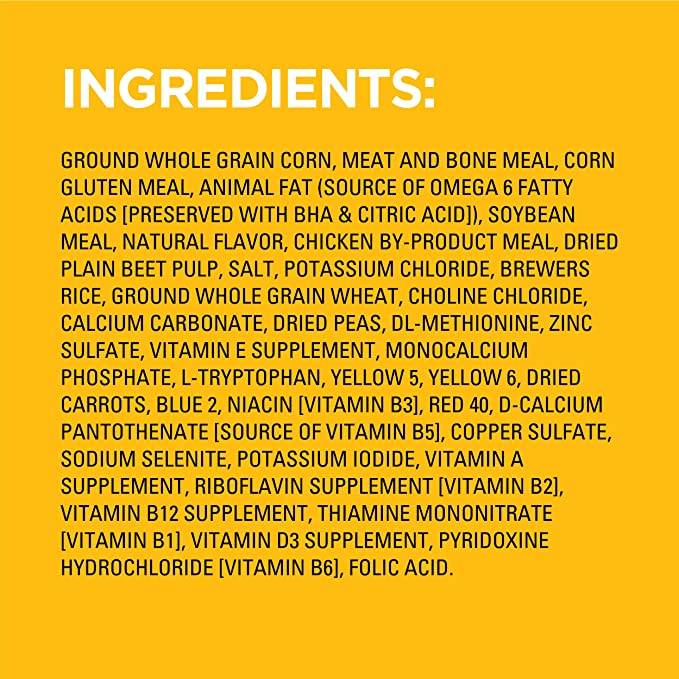 INGREDIENTS:
GROUND WHOLE GRAIN CORN, MEAT AND BONE MEAL, CORN
GLUTEN MEAL, ANIMAL FAT (SOURCE OF OMEGA 6 FATTY
ACIDS [PRESERVED WITH BHA & CITRIC ACID]), SOYBEAN
MEAL, NATURAL FLAVOR, CHICKEN BY-PRODUCT MEAL, DRIED
PLAIN BEET PULP, SALT, POTASSIUM CHLORIDE, BREWERS
RICE, GROUND WHOLE GRAIN WHEAT, CHOLINE CHLORIDE,
CALCIUM CARBONATE, DRIED PEAS, DL-METHIONINE, ZINC
SULFATE, VITAMIN E SUPPLEMENT, MONOCALCIUM
PHOSPHATE, L-TRYPTOPHAN, YELLOW 5, YELLOW 6, DRIED
CARROTS, BLUE 2, NIACIN [VITAMIN B3], RED 40, D-CALCIUM
PANTOTHENATE [SOURCE OF VITAMIN B5], COPPER SULFATE,
SODIUM SELENITE, POTASSIUM IODIDE, VITAMIN A
SUPPLEMENT, RIBOFLAVIN SUPPLEMENT [VITAMIN B2],
VITAMIN B12 SUPPLEMENT, THIAMINE MONONITRATE
[VITAMIN B1], VITAMIN D3 SUPPLEMENT, PYRIDOXINE
HYDROCHLORIDE [VITAMIN B6], FOLIC ACID.